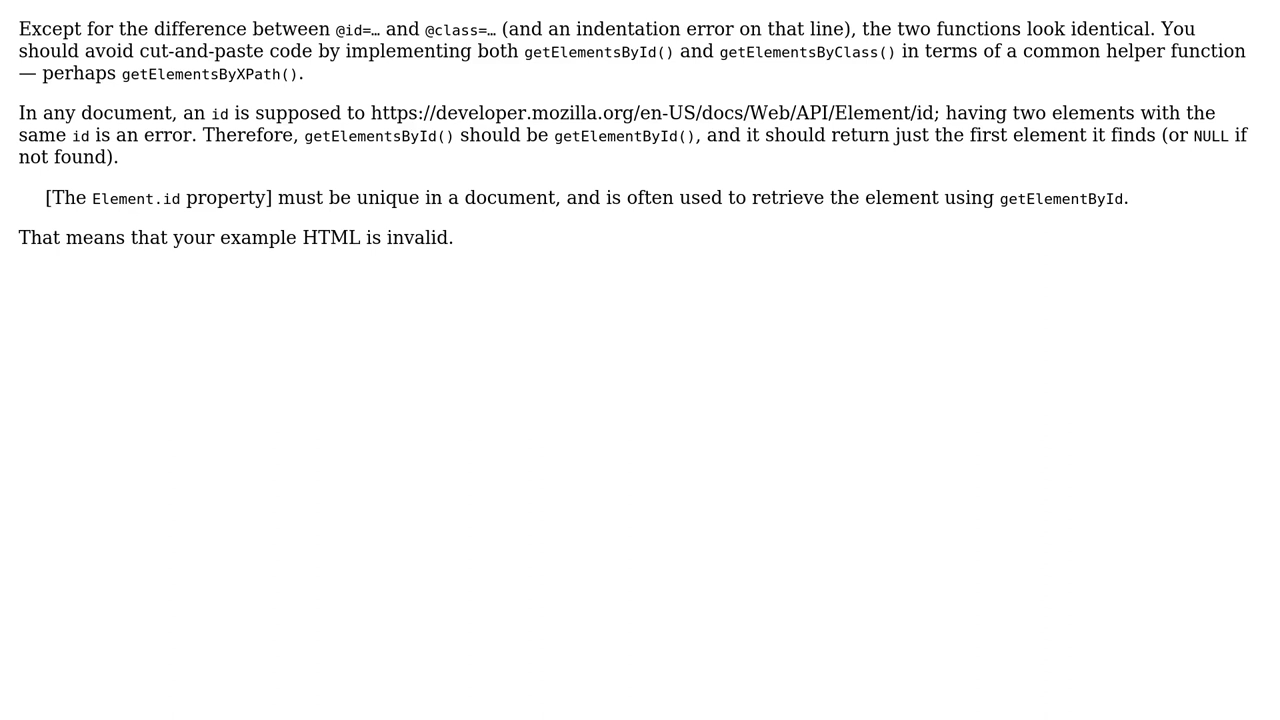 Except for the difference between @id=… and @class=… (and an indentation error on that line), the two functions look identical. You
should avoid cut-and-paste code by implementing both getElementsById() and getElementsByClass() in terms of a common helper function
— perhaps getElementsByXPath().
In any document, an id is supposed to https://developer.mozilla.org/en-US/docs/Web/API/Element/id; having two elements with the
same id is an error. Therefore, getElementsById() should be getElementById(), and it should return just the first element it finds (or NULL if
not found).
[The Element.id property] must be unique in a document, and is often used to retrieve the element using getElementById.
That means that your example HTML is invalid.